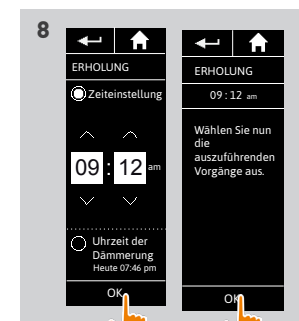 8
ERHOLUNG
Zeiteinstellung
09 : 12 am
Uhrzeit der
Dämmerung
Heute 07:46 pm
OK
ERHOLUNG
09 : 12 am
Wählen Sie nun
die
auszuführenden
Vorgänge aus.
OK